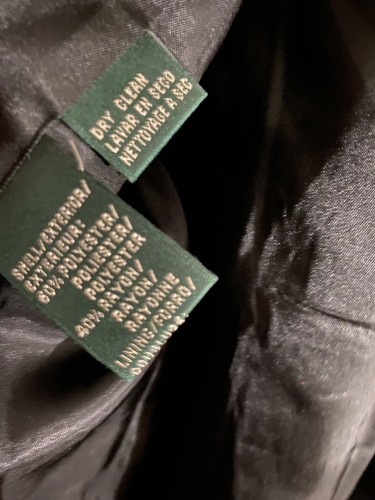 DRY CLEAN
LAVAR EN SECO
NETTOYAGE A SEC
SHELL/EXTERIOR/
EXTERIEUR:
60% POLYESTER/
POLIESTER/
POLYESTER
40% RAYON/
RAYON/
RAYONNE
LINING/FORRO/